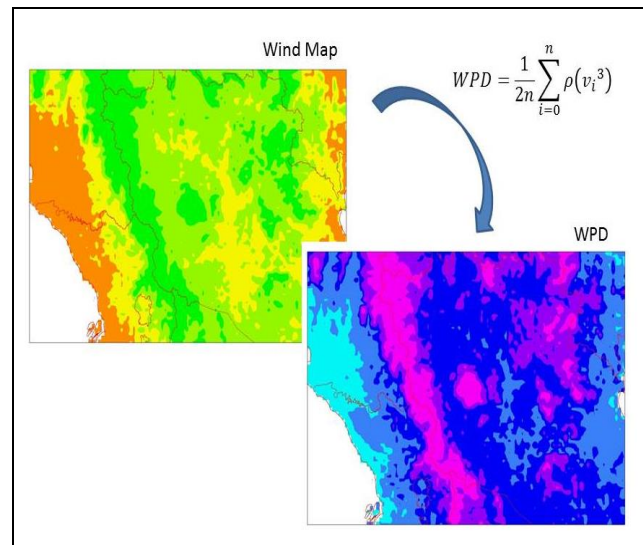 Wind Map
WPD = \frac{1}{2n} \sum_{i=0}^{n} \rho(v_i^3)
WPD